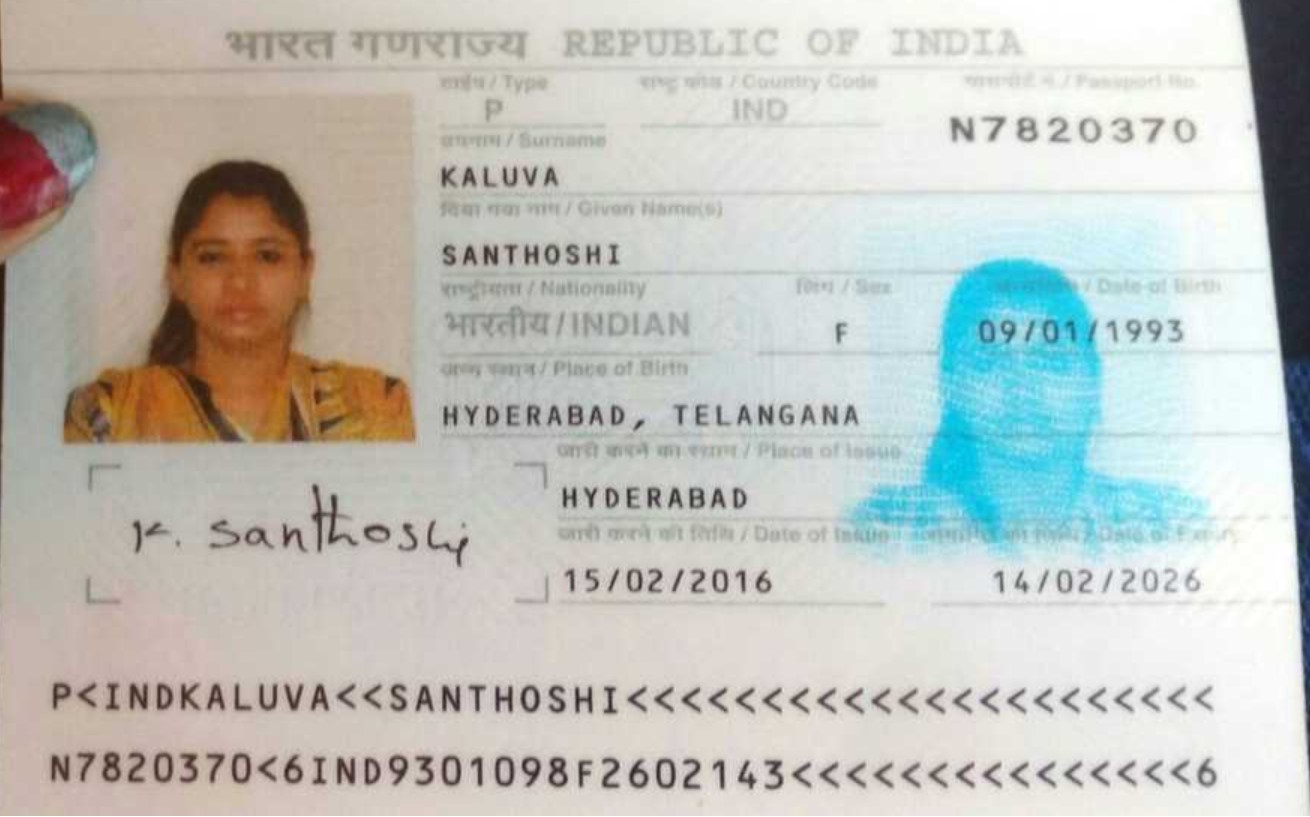 भारत गणराज्य REPUBLIC OF INDIA
टाईप / Type राष्ट्र कोड / Country Code पासपोर्ट नं. / Passport No.
P IND N7820370
उपनाम / Surname
KALUVA
दिया गया नाम / Given Name(s)
SANTHOSHI
राष्ट्रीयता / Nationality लिंग / Sex / Date of Birth
भारतीय / INDIAN F 09/01/1993
जन्म स्थान / Place of Birth
HYDERABAD, TELANGANA
जारी करने का स्थान / Place of Issue
HYDERABAD
जारी करने की तिथि / Date of Issue / Date of Expiry
K. Santhoshi
15/02/2016 14/02/2026
P<INDKALUVA<<SANTHOSHI<<<<<<<<<<<<<<<<<<<<<<
N7820370<6IND9301098F2602143<<<<<<<<<<<<<<<6